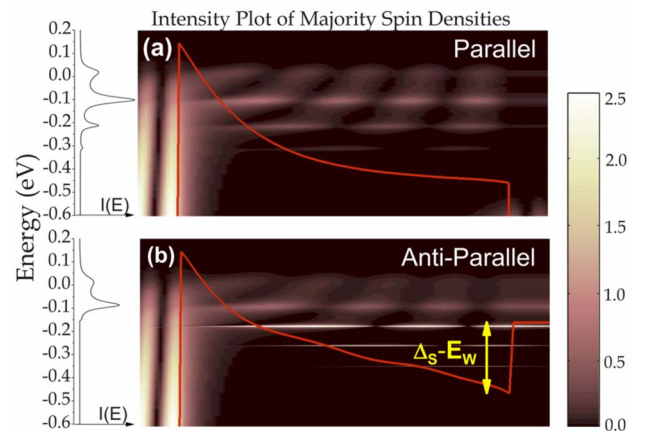 Intensity Plot of Majority Spin Densities
0.2
0.1
0.0
-0.1
-0.2
-0.3
-0.4
-0.5
-0.6
I(E)
(a)
Parallel
Energy (eV)
0.2
0.1
0.0
-0.1
-0.2
-0.3
-0.4
-0.5
-0.6
I(E)
(b)
Anti-Parallel
Δs-Ew
2.5
2.0
1.5
1.0
0.5
0.0